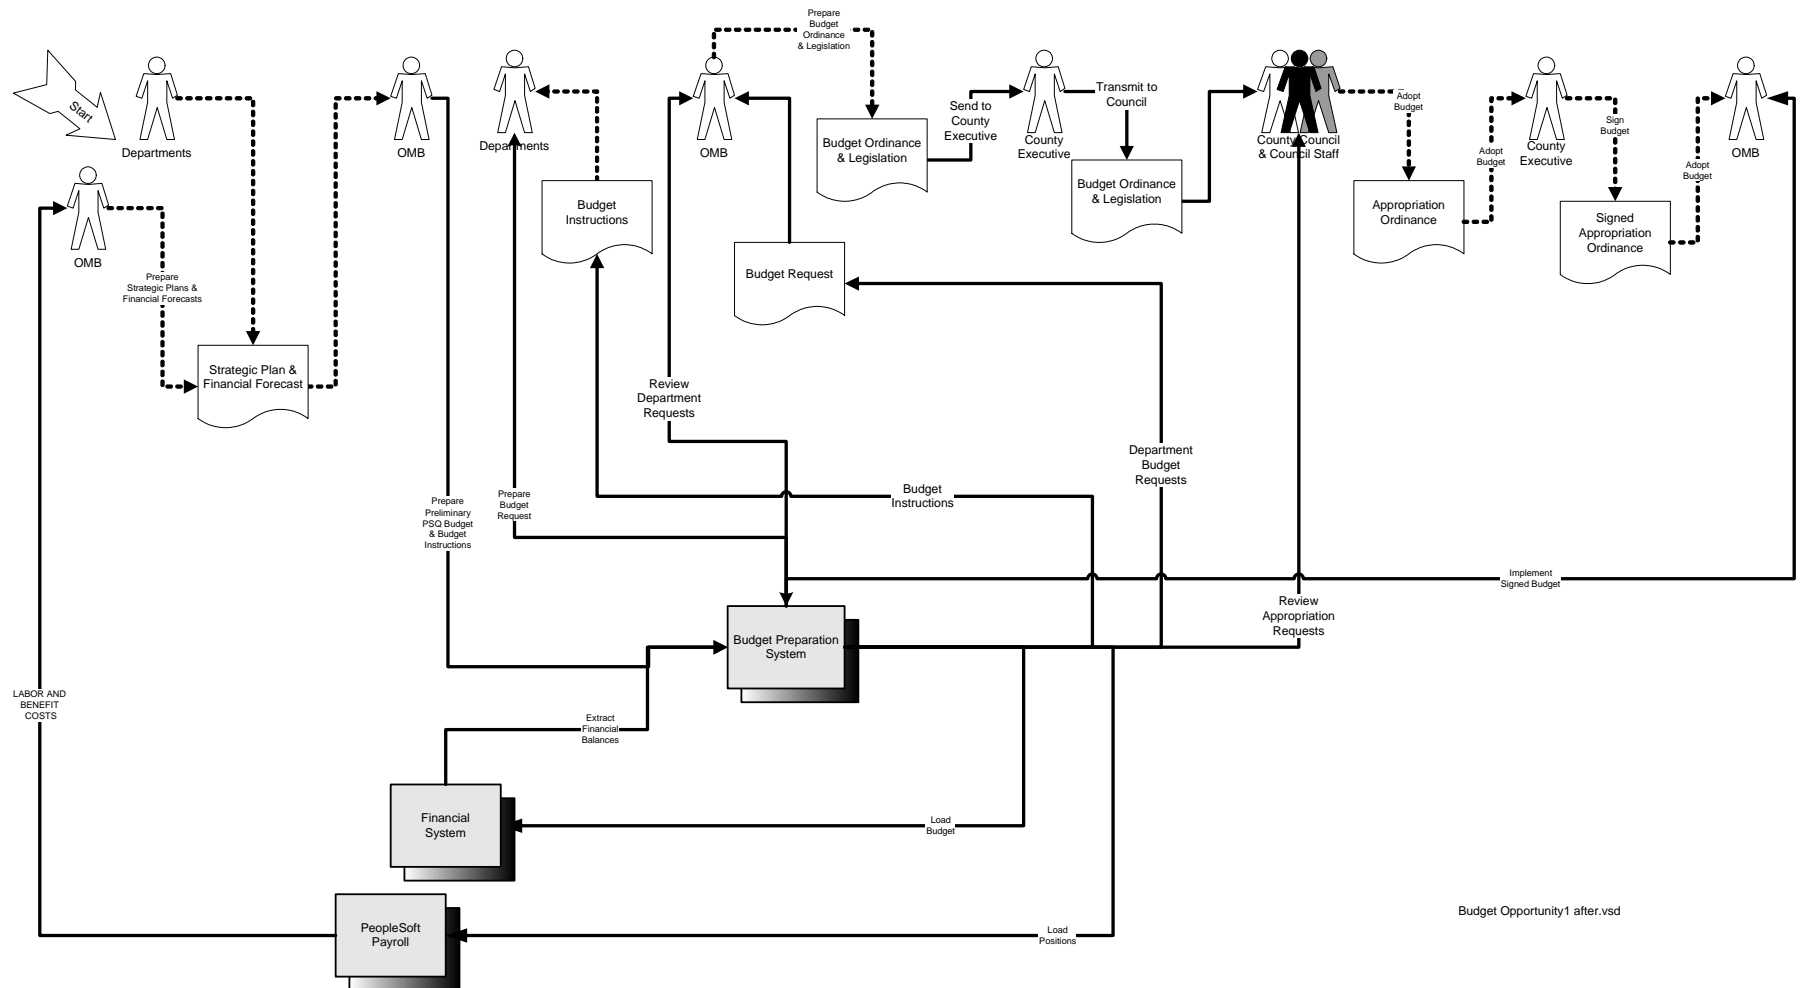 Start
Departments
OMB
Prepare
Strategic Plans &
Financial Forecasts
Strategic Plan &
Financial Forecast
OMB
Departments
Budget
Instructions
OMB
Prepare
Budget
Ordinance
& Legislation
Budget Request
Budget Ordinance
& Legislation
Send to
County
Executive
County
Executive
Transmit to
Council
Budget Ordinance
& Legislation
County Council
& Council Staff
Adopt
Budget
Appropriation
Ordinance
Adopt
Budget
County
Executive
Sign
Budget
Signed
Appropriation
Ordinance
Adopt
Budget
OMB
Review
Department
Requests
Department
Budget
Requests
Budget
Instructions
Prepare
Preliminary
PSQ Budget
& Budget
Instructions
Prepare
Budget
Request
Implement
Signed Budget
Review
Appropriation
Requests
Budget Preparation
System
LABOR AND
BENEFIT
COSTS
Extract
Financial
Balances
Financial
System
Load
Budget
PeopleSoft
Payroll
Load
Positions
Budget Opportunity1 after.vsd